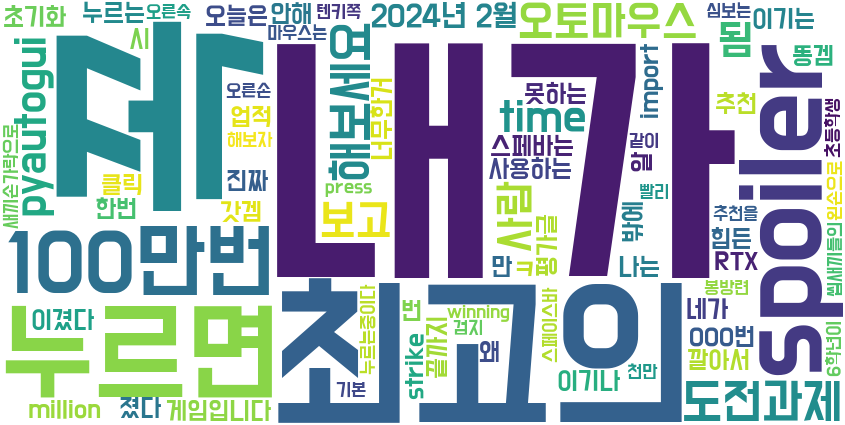 초기화
누르는
오른속
오늘은
안해
텐키쪽
2024년 2월
오토마우스
심보는
이기는
pyautogui
시
저
마우스는
내가
해보세요
못하는
import
됨
똥겜
time
추천
spoiler
초등학생
오른손
업적
해보자
너무한거
스페바는
사용하는
같이
알
새끼손가락으로
클릭
한번
진짜
갓겜
press
보고
사람
ㄹㅇ
평가글
밖에
빨리
추천을
힘든
왼손으로
씹새끼들의
100만번
만
나는
RTX
누르면
이겼다
최고의
누르는중이다
번
끝까지
strike
winning
검지
왜
스페이스바
봉방련
네가
000번
깔아서
6학년이
million
졌다
게임입니다
기본
이기나
천만
도전과제